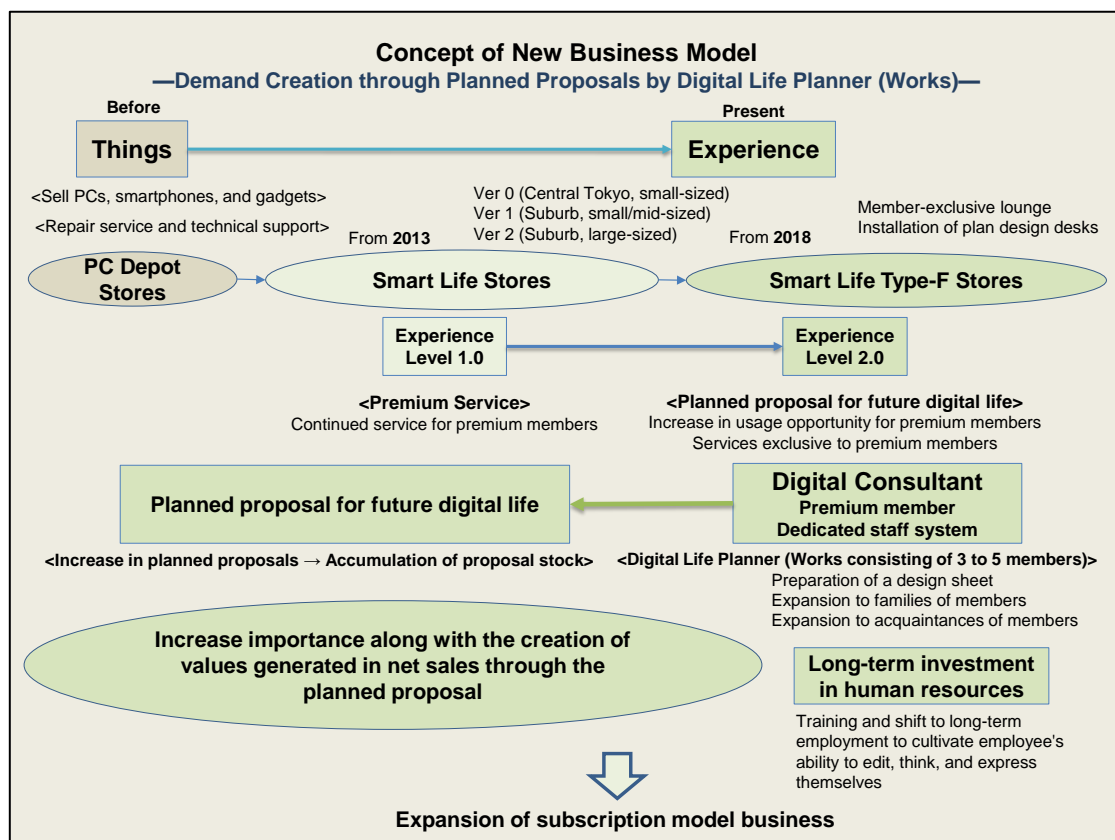 Concept of New Business Model
—Demand Creation through Planned Proposals by Digital Life Planner (Works)—
Before
Present
Things
Experience
<Sell PCs, smartphones, and gadgets>
<Repair service and technical support>
Ver 0 (Central Tokyo, small-sized)
Ver 1 (Suburb, small/mid-sized)
Ver 2 (Suburb, large-sized)
Member-exclusive lounge
Installation of plan design desks
From 2013
From 2018
PC Depot
Stores
Smart Life Stores
Smart Life Type-F Stores
Experience
Level 1.0
Experience
Level 2.0
<Premium Service>
Continued service for premium members
<Planned proposal for future digital life>
Increase in usage opportunity for premium members
Services exclusive to premium members
Planned proposal for future digital life
Digital Consultant
Premium member
Dedicated staff system
<Increase in planned proposals → Accumulation of proposal stock>
<Digital Life Planner (Works consisting of 3 to 5 members)>
Preparation of a design sheet
Expansion to families of members
Expansion to acquaintances of members
Increase importance along with the creation of
values generated in net sales through the
planned proposal
Long-term investment
in human resources
Training and shift to long-term
employment to cultivate employee's
ability to edit, think, and express
themselves
Expansion of subscription model business